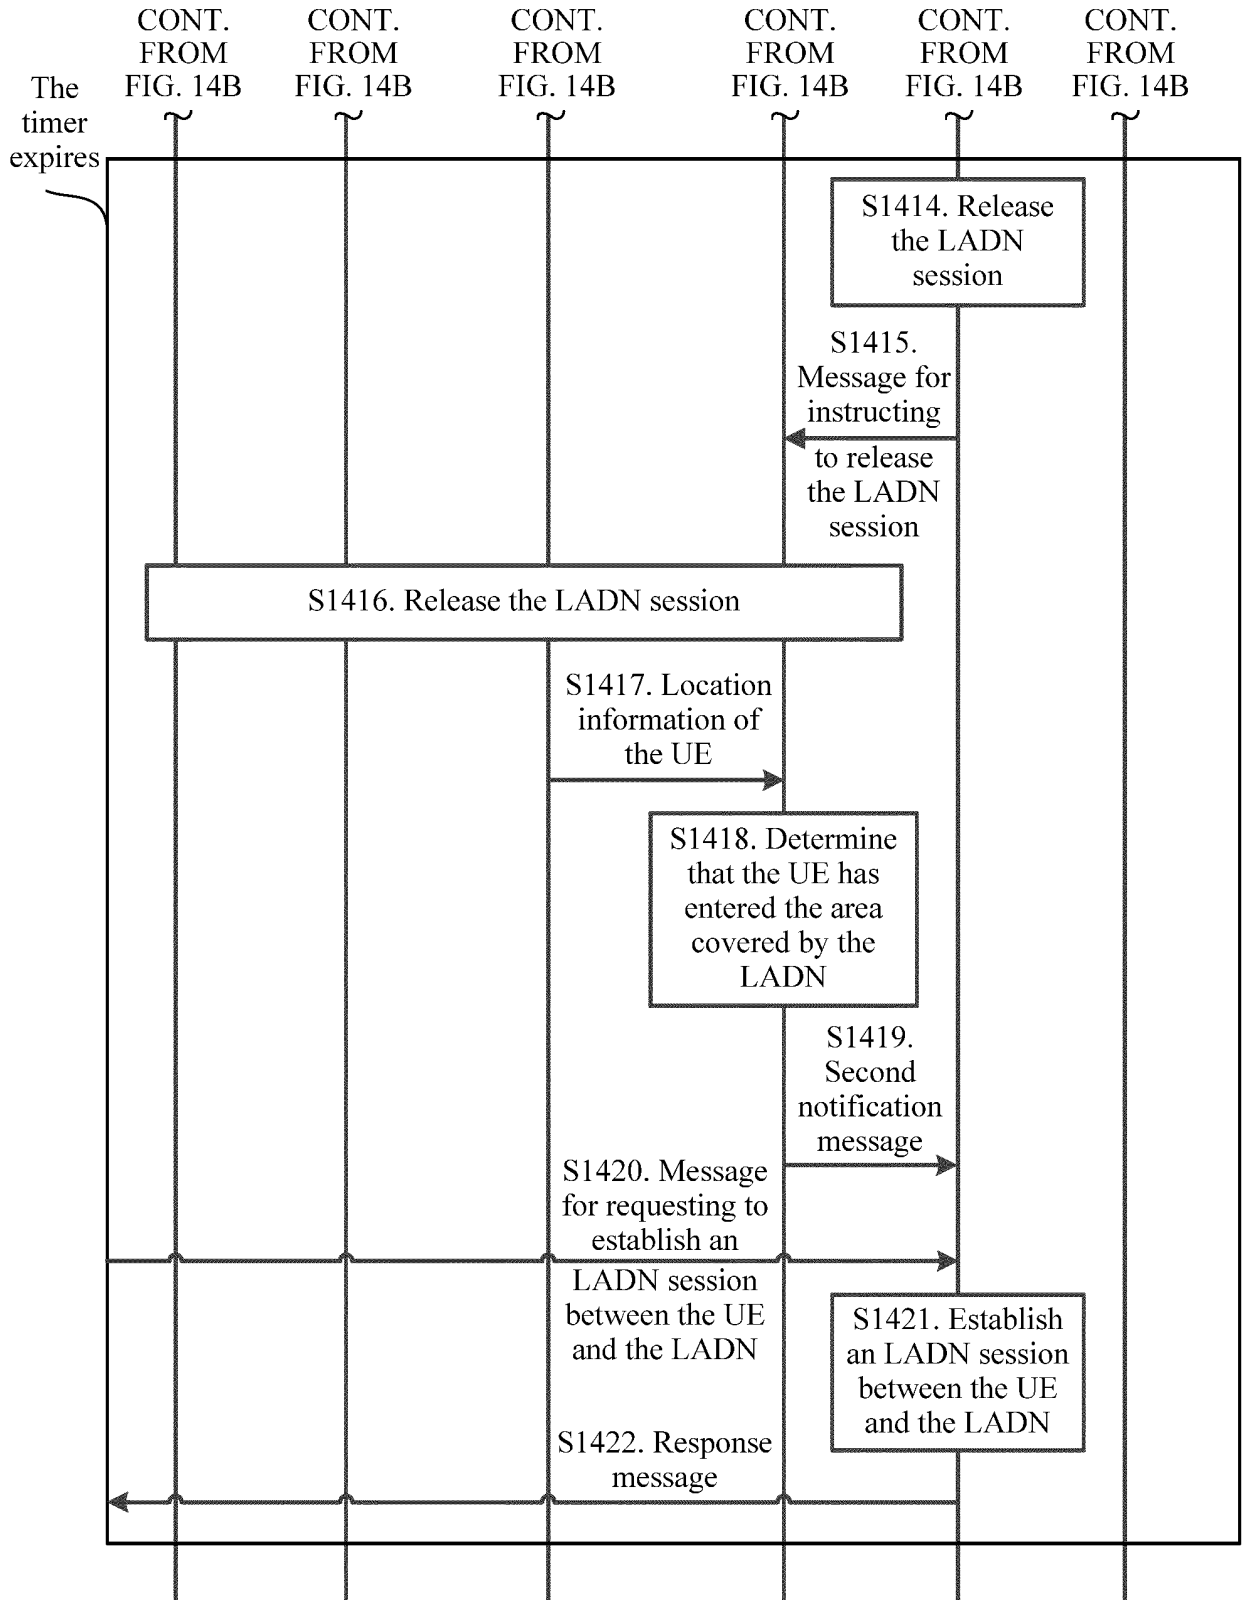 CONT.
FROM
FIG. 14B
CONT.
FROM
FIG. 14B
CONT.
FROM
FIG. 14B
CONT.
FROM
FIG. 14B
CONT.
FROM
FIG. 14B
CONT.
FROM
FIG. 14B
The
timer
expires
S1414. Release
the LADN
session
S1415.
Message for
instructing
to release
the LADN
session
S1416. Release the LADN session
S1417. Location
information of
the UE
S1418. Determine
that the UE has
entered the area
covered by the
LADN
S1419.
Second
notification
message
S1420. Message
for requesting to
establish an
LADN session
between the UE
and the LADN
S1421. Establish
an LADN session
between the UE
and the LADN
S1422. Response
message